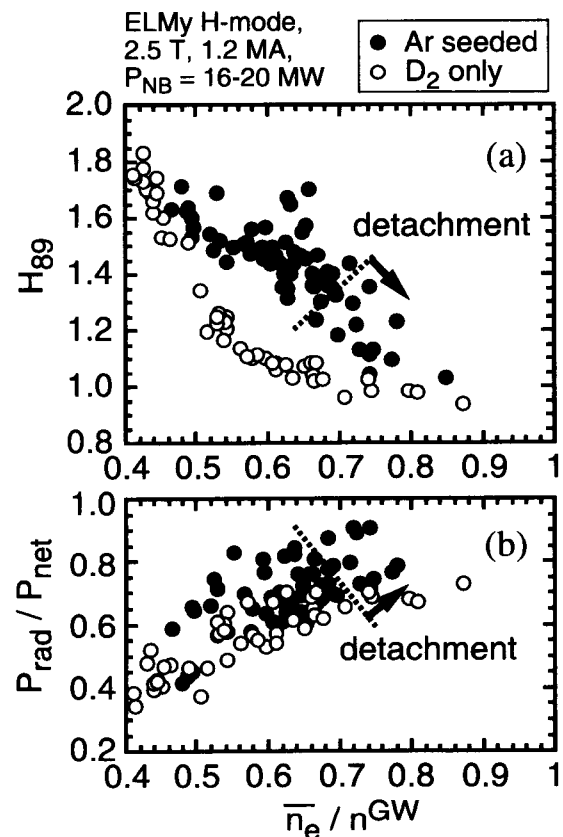 ELMy H-mode,
2.5 T, 1.2 MA,
P_NB = 16-20 MW
Ar seeded
D_2 only
2.0
1.8
1.6
1.4
1.2
1.0
0.8
H_89
(a)
detachment
0.4 0.5 0.6 0.7 0.8 0.9 1
1.0
0.8
0.6
0.4
0.2
P_rad / P_net
(b)
detachment
0.4 0.5 0.6 0.7 0.8 0.9 1
n̅_e / n^GW